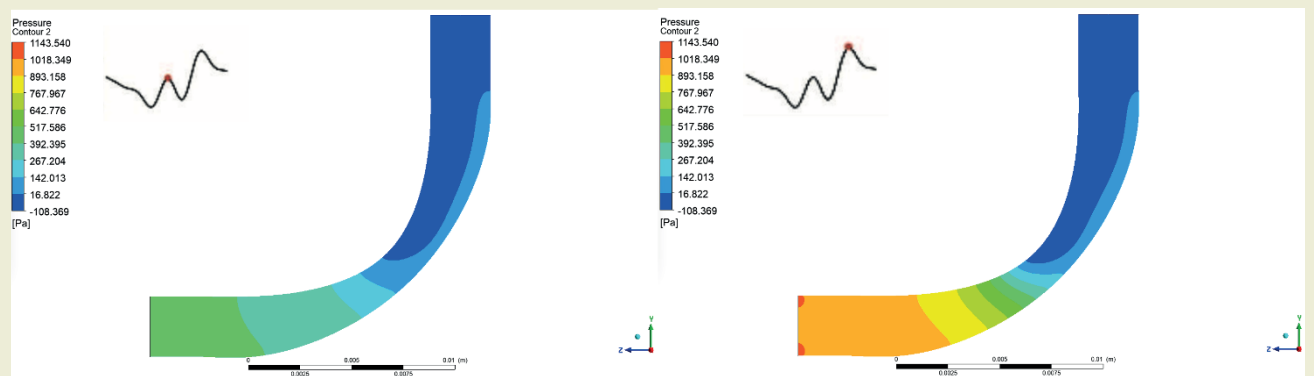 Pressure
Contour 2
1143.540
1018.349
893.158
767.967
642.776
517.586
392.395
267.204
142.013
16.822
-108.369
[Pa]
Y
Z
0
0.005
0.01 (m)
0.0025
0.0075
Pressure
Contour 2
1143.540
1018.349
893.158
767.967
642.776
517.586
392.395
267.204
142.013
16.822
-108.369
[Pa]
Y
Z
0
0.005
0.01 (m)
0.0025
0.0075